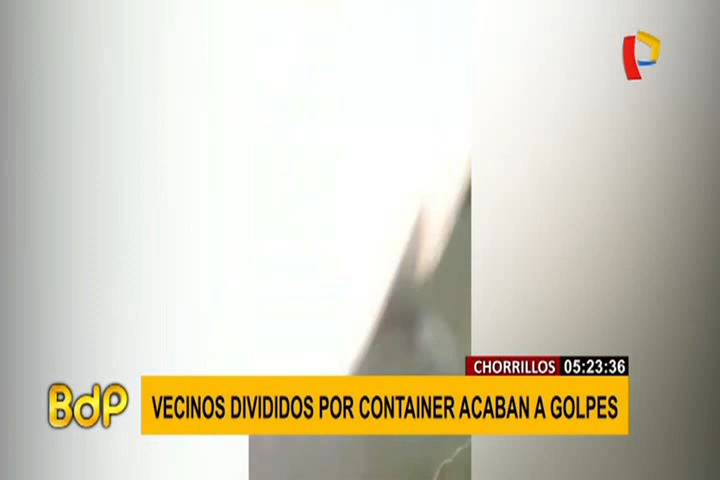 CHORRILLOS 05:23:36
BdP VECINOS DIVIDIDOS POR CONTAINER ACABAN A GOLPES